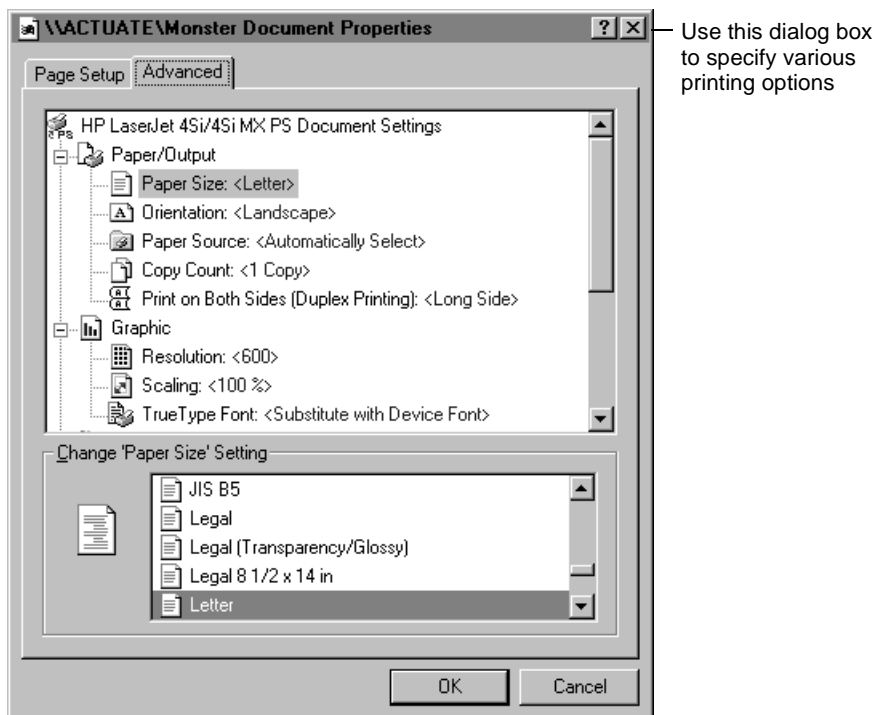 \\ACTUATE\Monster Document Properties
Use this dialog box
to specify various
printing options
Page Setup
Advanced
HP LaserJet 4Si/4Si MX PS Document Settings
Paper/Output
Paper Size: <Letter>
Orientation: <Landscape>
Paper Source: <Automatically Select>
Copy Count: <1 Copy>
Print on Both Sides (Duplex Printing): <Long Side>
Graphic
Resolution: <600>
Scaling: <100 %>
TrueType Font: <Substitute with Device Font>
Change 'Paper Size' Setting
JIS B5
Legal
Legal (Transparency/Glossy)
Legal 8 1/2 x 14 in
Letter
OK
Cancel